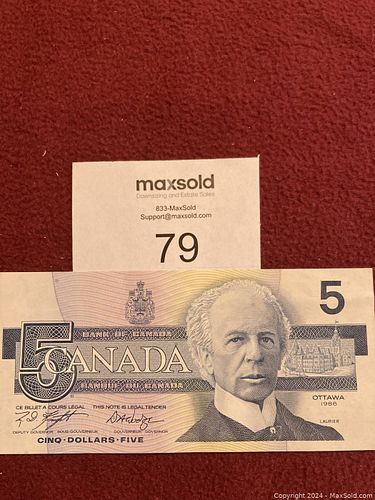 maxsold
Downsizing and Estate Sales
833-MaxSold
Support@maxsold.com
79
5
BANK OF CANADA
5
CANADA
BANQUE DU CANADA
OTTAWA
1986
CE BILLET A COURS LÉGAL
THIS NOTE IS LEGAL TENDER
LAURIER
DEPUTY GOVERNOR SOUS-GOUVERNEUR
GOUVERNEUR GOVERNOR
CINQ·DOLLARS·FIVE
Copyright 2024 - MaxSold